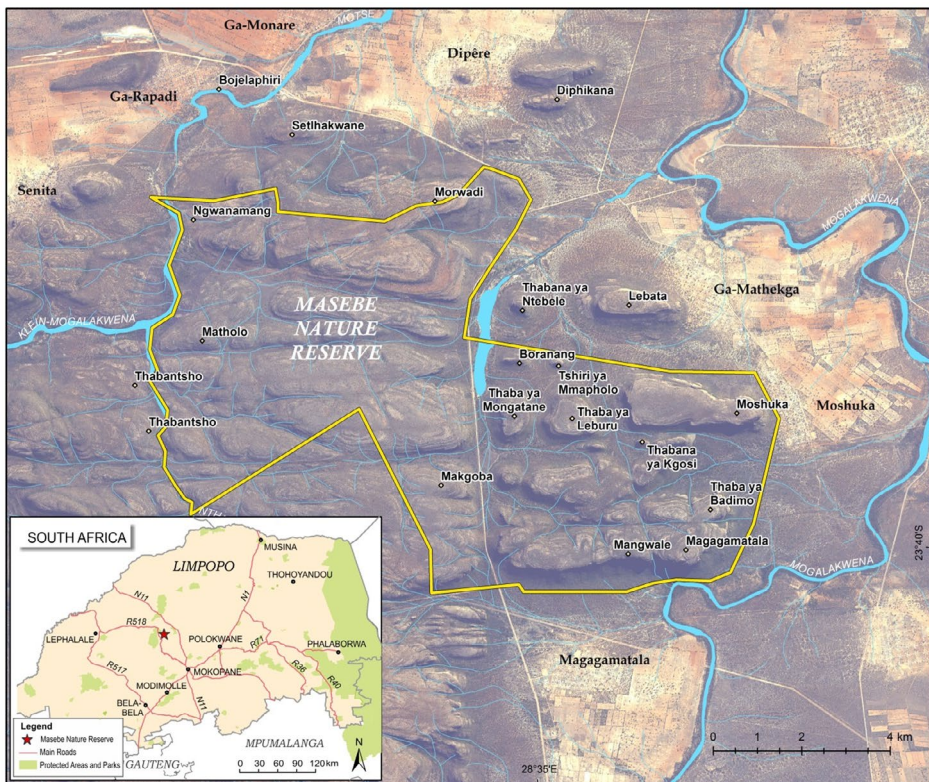 Ga-Monare
MOTSE
Dipêre
Bojelaphiri
Diphikana
Ga-Rapadi
Setlhakwane
Senita
Morwadi
Ngwanamang
MOGALAKWENA
Thabana ya
Ntebele
Lebata
Ga-Mathekga
MASEBE
NATURE
RESERVE
KLEIN-MOGALAKWENA
Matholo
Boranang
Tshiri ya
Mmapholo
Thabantsho
Thaba ya
Mongatane
Thaba ya
Leburu
Moshuka
Moshuka
Thabantsho
Thabana
ya Kgosi
Makgoba
Thaba ya
Badimo
Mangwale
Magagamatala
MOGALAKWENA
23°40'S
Magagamatala
0 1 2 4 km
28°35'E
SOUTH AFRICA
MUSINA
LIMPOPO
THOHOYANDOU
N11
N1
R518
LEPHALALE
POLOKWANE
R71
PHALABORWA
R517
MOKOPANE
R36
R40
MODIMOLLE
BELA-
BELA
N11
Legend
Masebe Nature Reserve
Main Roads
Protected Areas and Parks
MPUMALANGA
GAUTENG
0 30 60 90 120km
N